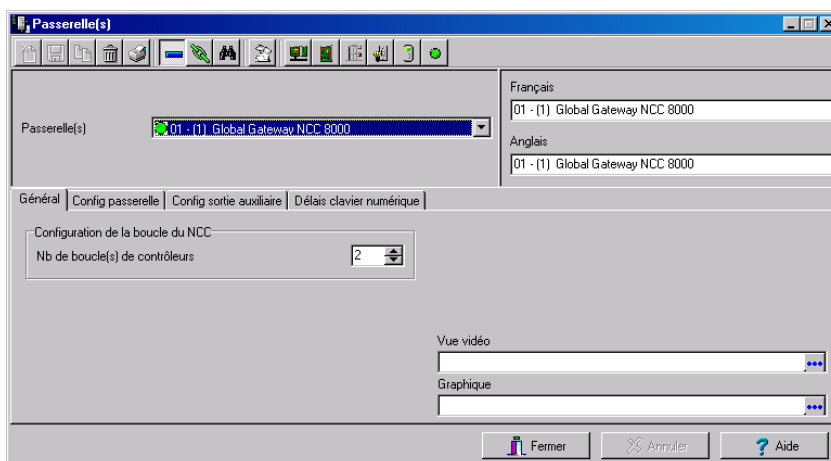 Passerelle(s)
Français
01 - (1) Global Gateway NCC 8000
Passerelle(s)
01 - (1) Global Gateway NCC 8000
Anglais
01 - (1) Global Gateway NCC 8000
Général
Config passerelle
Config sortie auxiliaire
Délais clavier numérique
Configuration de la boucle du NCC
Nb de boucle(s) de contrôleurs
2
Vue vidéo
Graphique
Fermer
Annuler
Aide